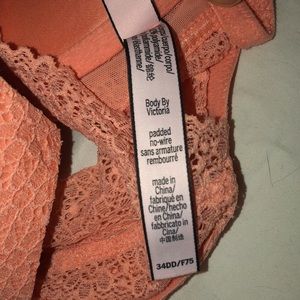 Body By
Victoria
padded
no-wire
sans armature
rembourré
made in
China/
fabriqué en
Chine/hecho
en China/
fabbricato in
Cina/
中国制造
34DD/F75